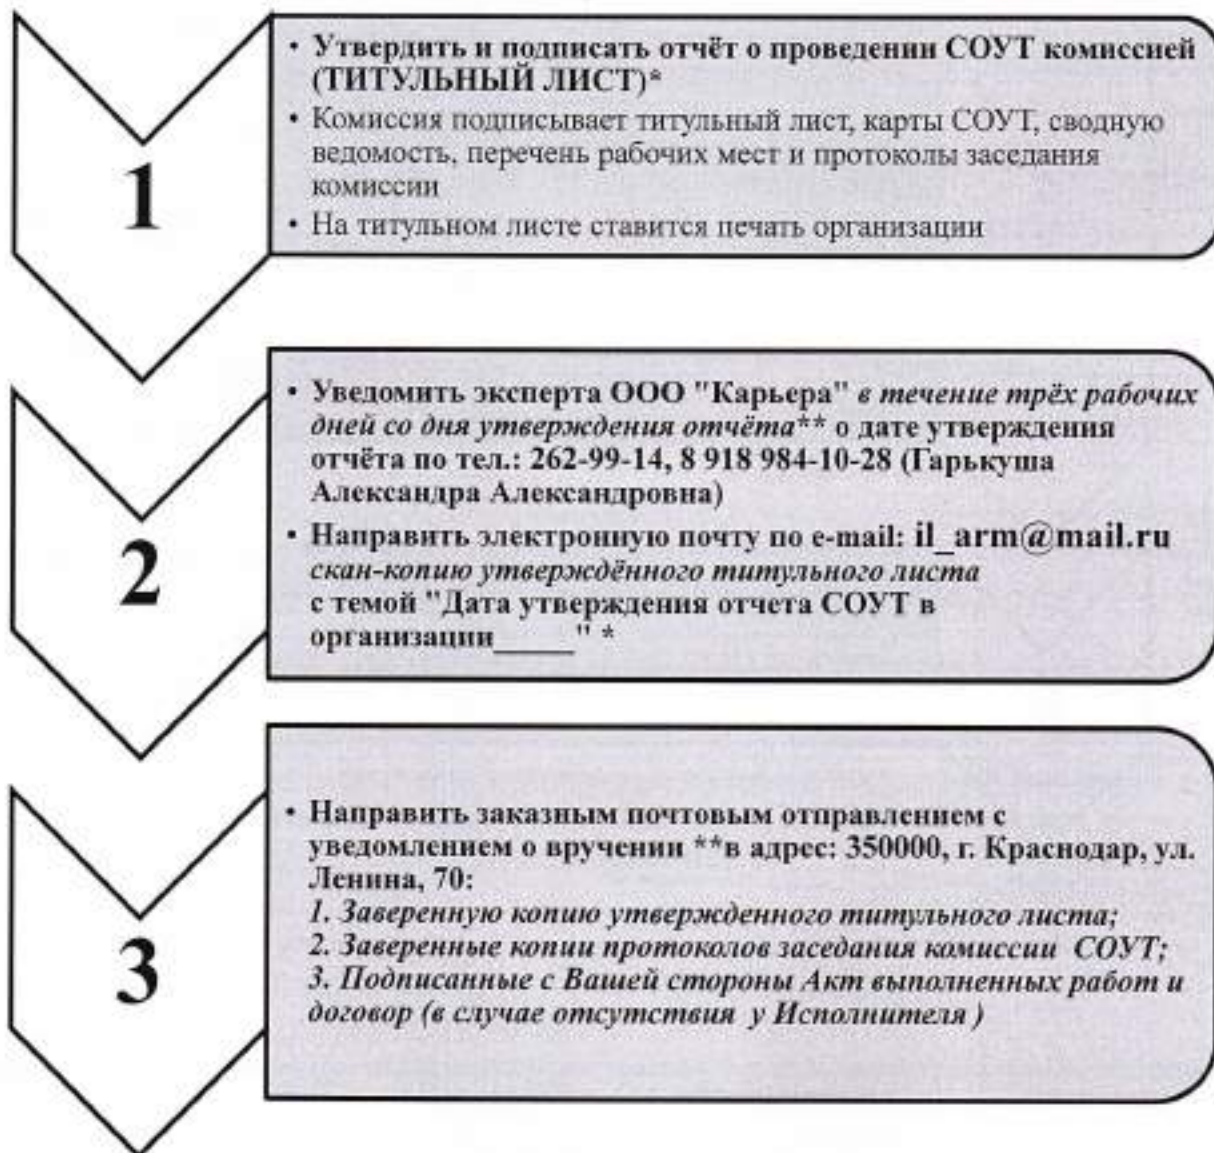 1
• Утвердить и подписать отчёт о проведении СОУТ комиссией
(ТИТУЛЬНЫЙ ЛИСТ)*
• Комиссия подписывает титульный лист, карты СОУТ, сводную
ведомость, перечень рабочих мест и протоколы заседания
комиссии
• На титульном листе ставится печать организации
2
• Уведомить эксперта ООО "Карьера" в течение трёх рабочих
дней со дня утверждения отчёта** о дате утверждения
отчёта по тел.: 262-99-14, 8 918 984-10-28 (Гарькуша
Александра Александровна)
• Направить электронную почту по e-mail: il_arm@mail.ru
скан-копию утверждённого титульного листа
с темой "Дата утверждения отчета СОУТ в
организации_____" *
3
• Направить заказным почтовым отправлением с
уведомлением о вручении **в адрес: 350000, г. Краснодар, ул.
Ленина, 70:
1. Заверенную копию утвержденного титульного листа;
2. Заверенные копии протоколов заседания комиссии СОУТ;
3. Подписанные с Вашей стороны Акт выполненных работ и
договор (в случае отсутствия у Исполнителя )